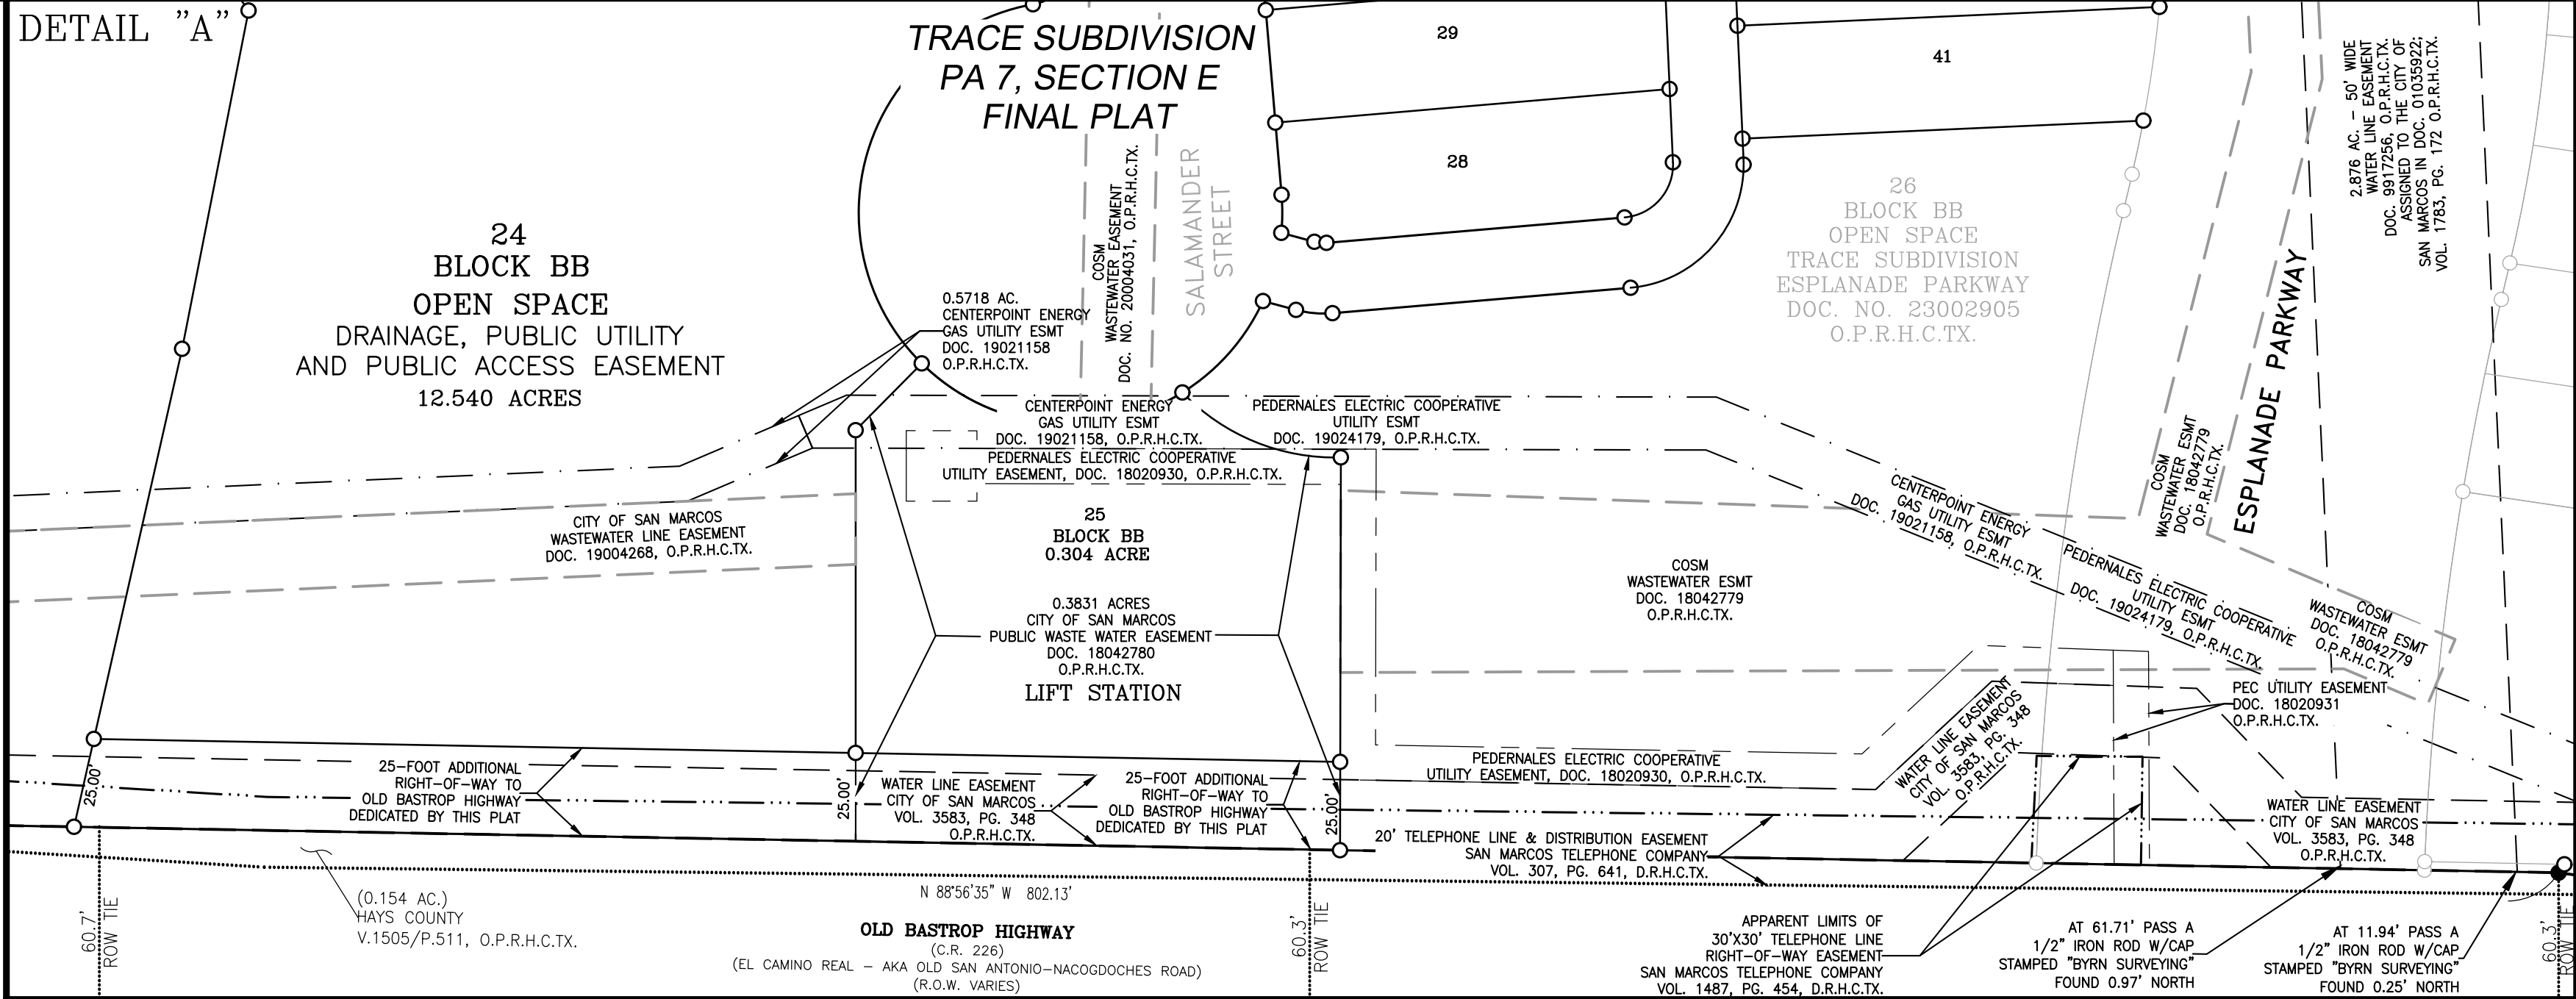 DETAIL "A"
TRACE SUBDIVISION
PA 7, SECTION E
FINAL PLAT
29
28
41
24
BLOCK BB
OPEN SPACE
DRAINAGE, PUBLIC UTILITY
AND PUBLIC ACCESS EASEMENT
12.540 ACRES
0.5718 AC.
CENTERPOINT ENERGY
GAS UTILITY ESMT
DOC. 19021158
O.P.R.H.C.TX.
COSM
WASTEWATER EASEMENT
DOC. NO. 20004031, O.P.R.H.C.TX.
SALAMANDER
STREET
26
BLOCK BB
OPEN SPACE
TRACE SUBDIVISION
ESPLANADE PARKWAY
DOC. NO. 23002905
O.P.R.H.C.TX.
2.876 AC. – 50' WIDE
WATER LINE EASEMENT
DOC. 9917256, O.P.R.H.C.TX.
ASSIGNED TO THE CITY OF
SAN MARCOS IN DOC. 01035922;
VOL. 1783, PG. 172 O.P.R.H.C.TX.
ESPLANADE PARKWAY
COSM
WASTEWATER ESMT
DOC. 18042779
O.P.R.H.C.TX.
CENTERPOINT ENERGY
GAS UTILITY ESMT
DOC. 19021158, O.P.R.H.C.TX.
PEDERNALES ELECTRIC COOPERATIVE
UTILITY ESMT
DOC. 19024179, O.P.R.H.C.TX.
PEDERNALES ELECTRIC COOPERATIVE
UTILITY EASEMENT, DOC. 18020930, O.P.R.H.C.TX.
CITY OF SAN MARCOS
WASTEWATER LINE EASEMENT
DOC. 19004268, O.P.R.H.C.TX.
25
BLOCK BB
0.304 ACRE
0.3831 ACRES
CITY OF SAN MARCOS
PUBLIC WASTE WATER EASEMENT
DOC. 18042780
O.P.R.H.C.TX.
LIFT STATION
COSM
WASTEWATER ESMT
DOC. 18042779
O.P.R.H.C.TX.
CENTERPOINT ENERGY
GAS UTILITY ESMT
DOC. 19021158, O.P.R.H.C.TX.
PEDERNALES ELECTRIC COOPERATIVE
UTILITY ESMT
DOC. 19024179, O.P.R.H.C.TX.
COSM
WASTEWATER ESMT
DOC. 18042779
O.P.R.H.C.TX.
PEC UTILITY EASEMENT
DOC. 18020931
O.P.R.H.C.TX.
WATER LINE EASEMENT
CITY OF SAN MARCOS
VOL. 3583, PG. 348
O.P.R.H.C.TX.
25.00'
25-FOOT ADDITIONAL
RIGHT-OF-WAY TO
OLD BASTROP HIGHWAY
DEDICATED BY THIS PLAT
25.00'
WATER LINE EASEMENT
CITY OF SAN MARCOS
VOL. 3583, PG. 348
O.P.R.H.C.TX.
25-FOOT ADDITIONAL
RIGHT-OF-WAY TO
OLD BASTROP HIGHWAY
DEDICATED BY THIS PLAT
25.00'
PEDERNALES ELECTRIC COOPERATIVE
UTILITY EASEMENT, DOC. 18020930, O.P.R.H.C.TX.
20' TELEPHONE LINE & DISTRIBUTION EASEMENT
SAN MARCOS TELEPHONE COMPANY
VOL. 307, PG. 641, D.R.H.C.TX.
WATER LINE EASEMENT
CITY OF SAN MARCOS
VOL. 3583, PG. 348
O.P.R.H.C.TX.
60.7'
ROW TIE
(0.154 AC.)
HAYS COUNTY
V.1505/P.511, O.P.R.H.C.TX.
N 88°56'35" W 802.13'
OLD BASTROP HIGHWAY
(C.R. 226)
(EL CAMINO REAL – AKA OLD SAN ANTONIO-NACOGDOCHES ROAD)
(R.O.W. VARIES)
60.3'
ROW TIE
APPARENT LIMITS OF
30'X30' TELEPHONE LINE
RIGHT-OF-WAY EASEMENT
SAN MARCOS TELEPHONE COMPANY
VOL. 1487, PG. 454, D.R.H.C.TX.
AT 61.71' PASS A
1/2" IRON ROD W/CAP
STAMPED "BYRN SURVEYING"
FOUND 0.97' NORTH
AT 11.94' PASS A
1/2" IRON ROD W/CAP
STAMPED "BYRN SURVEYING"
FOUND 0.25' NORTH
60.3'
ROW TIE